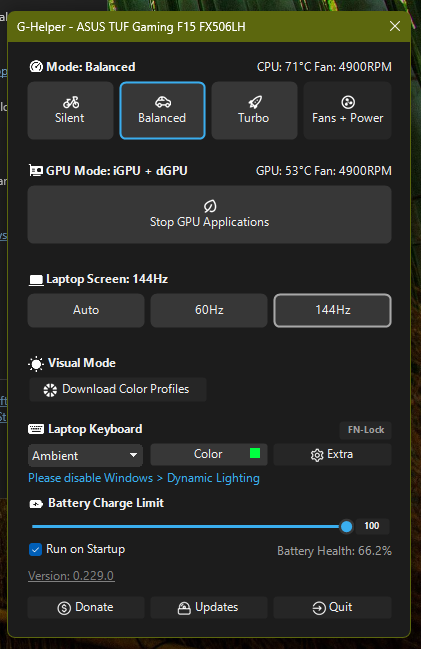 G-Helper - ASUS TUF Gaming F15 FX506LH
Mode: Balanced CPU: 71°C Fan: 4900RPM
Silent Balanced Turbo Fans + Power
GPU Mode: iGPU + dGPU GPU: 53°C Fan: 4900RPM
Stop GPU Applications
Laptop Screen: 144Hz
Auto 60Hz 144Hz
Visual Mode
Download Color Profiles
Laptop Keyboard FN-Lock
Ambient Color Extra
Please disable Windows > Dynamic Lighting
Battery Charge Limit
100
Run on Startup Battery Health: 66.2%
Version: 0.229.0
Donate Updates Quit